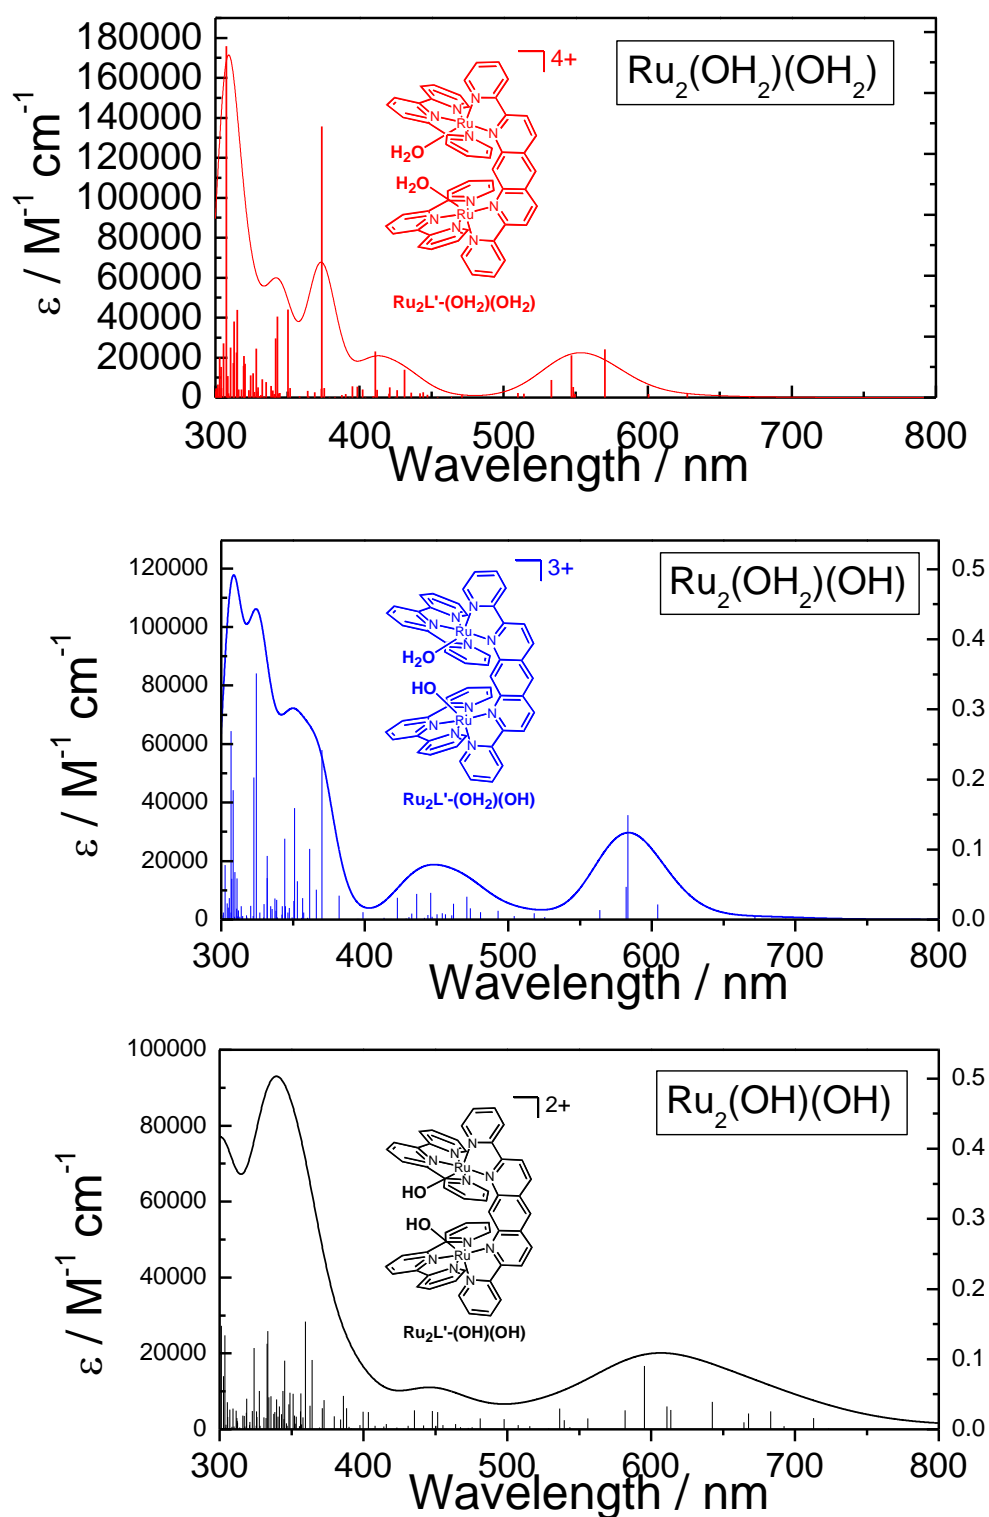 180000
160000
140000
120000
100000
80000
60000
40000
20000
0
ε / M⁻¹ cm⁻¹
300 400 500 600 700 800
Wavelength / nm
Ru₂(OH₂)(OH₂)
4+
N
N
N
Ru
N
N
H₂O
H₂O
N
N
Ru
N
N
N
Ru₂L'-(OH₂)(OH₂)
120000
100000
80000
60000
40000
20000
0
ε / M⁻¹ cm⁻¹
0.5
0.4
0.3
0.2
0.1
0.0
300 400 500 600 700 800
Wavelength / nm
Ru₂(OH₂)(OH)
3+
N
N
N
Ru
N
N
H₂O
HO
N
N
Ru
N
N
N
Ru₂L'-(OH₂)(OH)
100000
80000
60000
40000
20000
0
ε / M⁻¹ cm⁻¹
0.5
0.4
0.3
0.2
0.1
0.0
300 400 500 600 700 800
Wavelength / nm
Ru₂(OH)(OH)
2+
N
N
N
Ru
N
N
HO
HO
N
N
Ru
N
N
N
Ru₂L'-(OH)(OH)